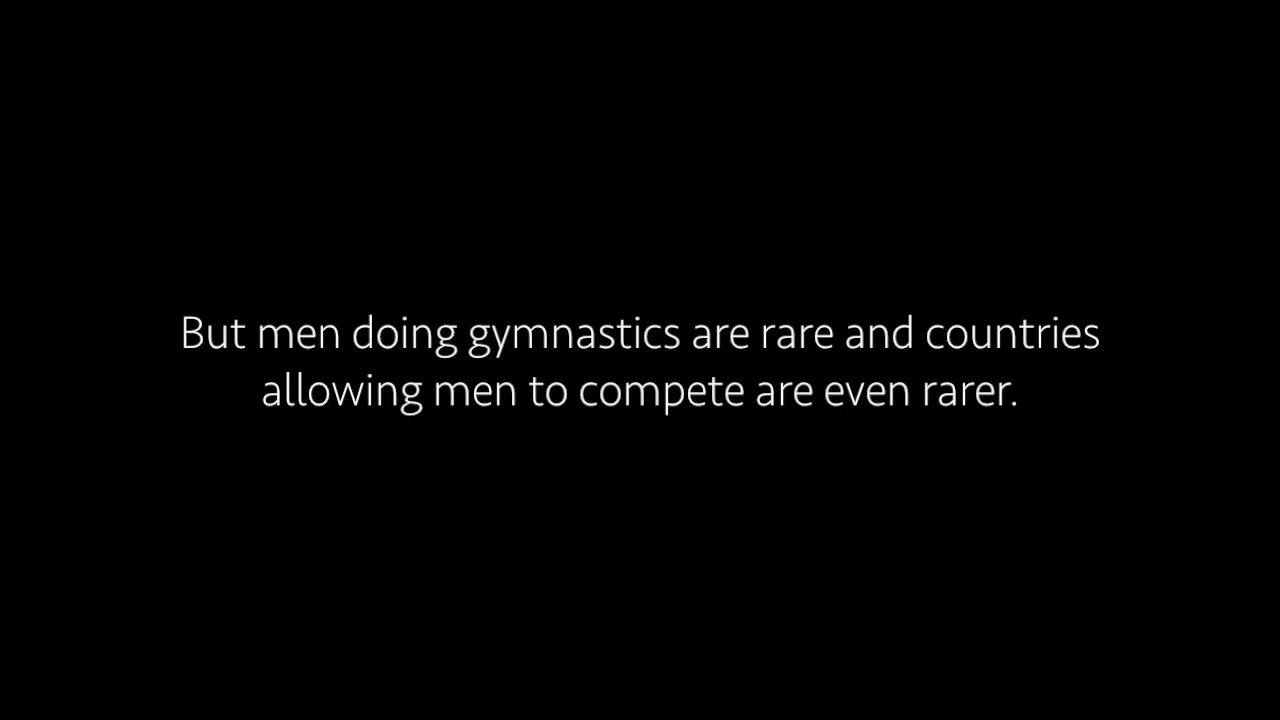 But men doing gymnastics are rare and countries
allowing men to compete are even rarer.